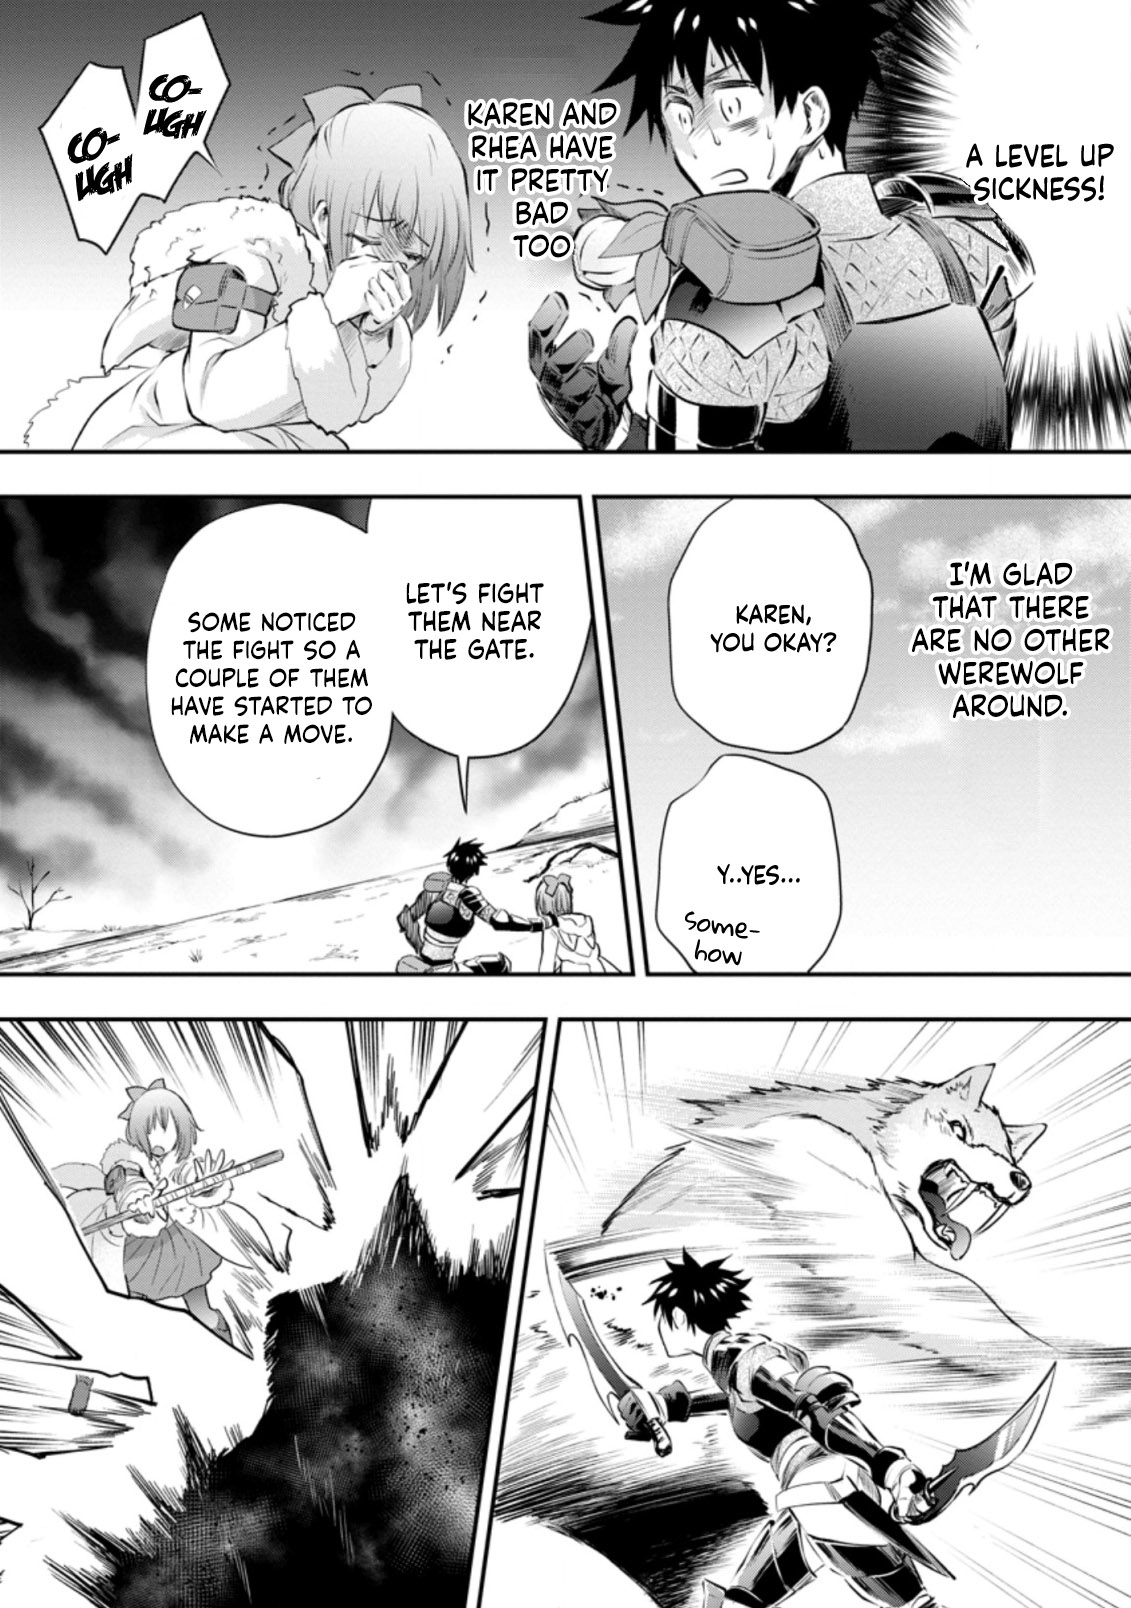 A LEVEL UP
SICKNESS!
KAREN AND
RHEA HAVE
IT PRETTY
BAD
TOO
CO-
UGH
CO-
UGH
I'M GLAD
THAT THERE
ARE NO OTHER
WEREWOLF
AROUND.
KAREN,
YOU OKAY?
Y..YES...
Some-
how
LET'S FIGHT
THEM NEAR
THE GATE.
SOME NOTICED
THE FIGHT SO A
COUPLE OF THEM
HAVE STARTED TO
MAKE A MOVE.